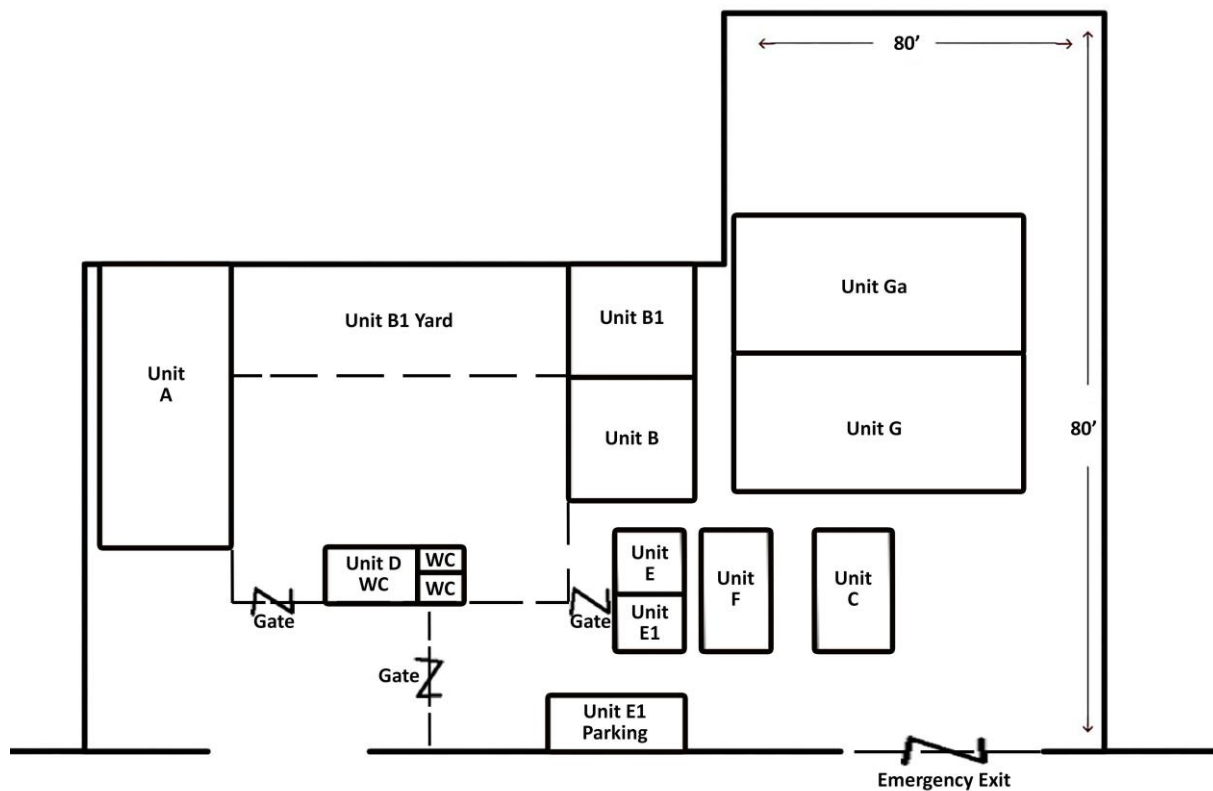 80’
Unit Ga
Unit B1 Yard
Unit B1
Unit
A
Unit B
Unit G
80’
Unit D
WC
WC
WC
Unit
E
Unit
F
Unit
C
Unit
E1
Gate
Gate
Gate
Unit E1
Parking
Emergency Exit